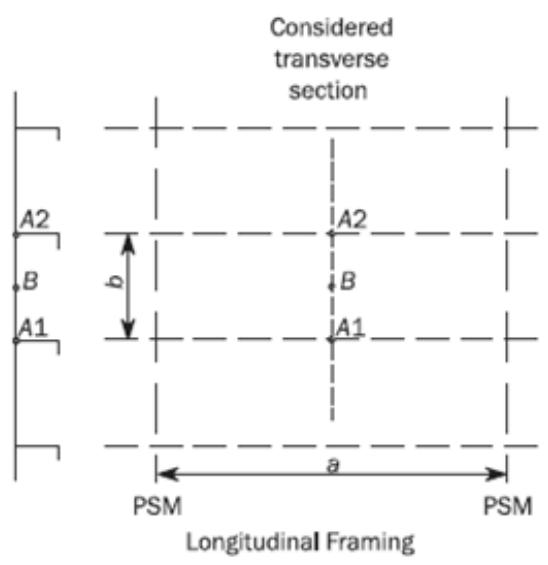 Considered
transverse
section
A2
A2
B
b
B
A1
A1
a
PSM
PSM
Longitudinal Framing